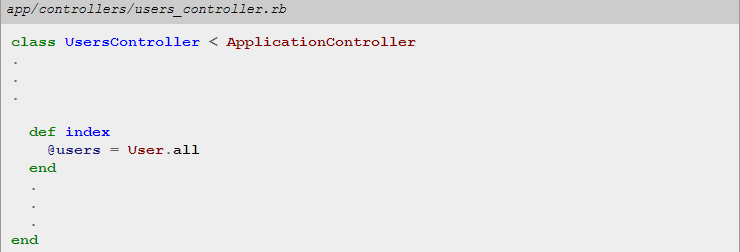 app/controllers/users_controller.rb
class UsersController < ApplicationController
.
.
.
def index
@users = User.all
end
.
.
.
end